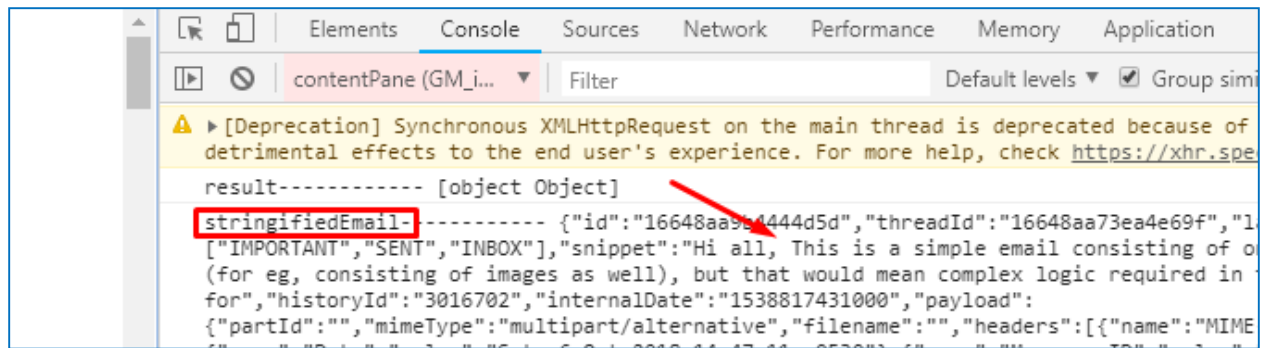 Elements Console Sources Network Performance Memory Application
contentPane (GM_i... ▼ Filter Default levels ▼ Group simi
▶[Deprecation] Synchronous XMLHttpRequest on the main thread is deprecated because of
detrimental effects to the end user's experience. For more help, check https://xhr.spe
result------------ [object Object]
stringifiedEmail------------- {"id":"16648aa9b4444d5d","threadId":"16648aa73ea4e69f","la
["IMPORTANT","SENT","INBOX"],"snippet":"Hi all, This is a simple email consisting of o
(for eg, consisting of images as well), but that would mean complex logic required in
for","historyId":"3016702","internalDate":"1538817431000","payload":
{"partId":"","mimeType":"multipart/alternative","filename":"","headers":[{"name":"MIME